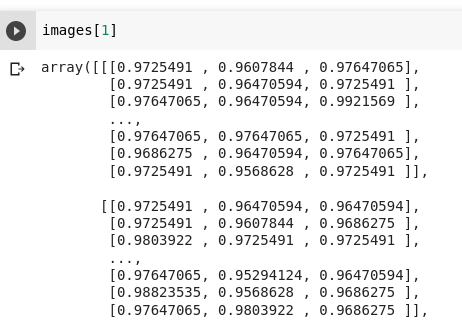 images[1]
array([[[0.9725491 , 0.9607844 , 0.97647065],
[0.9725491 , 0.96470594, 0.9725491 ],
[0.97647065, 0.96470594, 0.9921569 ],
...,
[0.97647065, 0.97647065, 0.9725491 ],
[0.9686275 , 0.96470594, 0.97647065],
[0.9725491 , 0.9568628 , 0.9725491 ]],
[[0.9725491 , 0.96470594, 0.96470594],
[0.9725491 , 0.9607844 , 0.9686275 ],
[0.9803922 , 0.9725491 , 0.9725491 ],
...,
[0.97647065, 0.95294124, 0.96470594],
[0.98823535, 0.9568628 , 0.9686275 ],
[0.97647065, 0.9803922 , 0.9686275 ]],